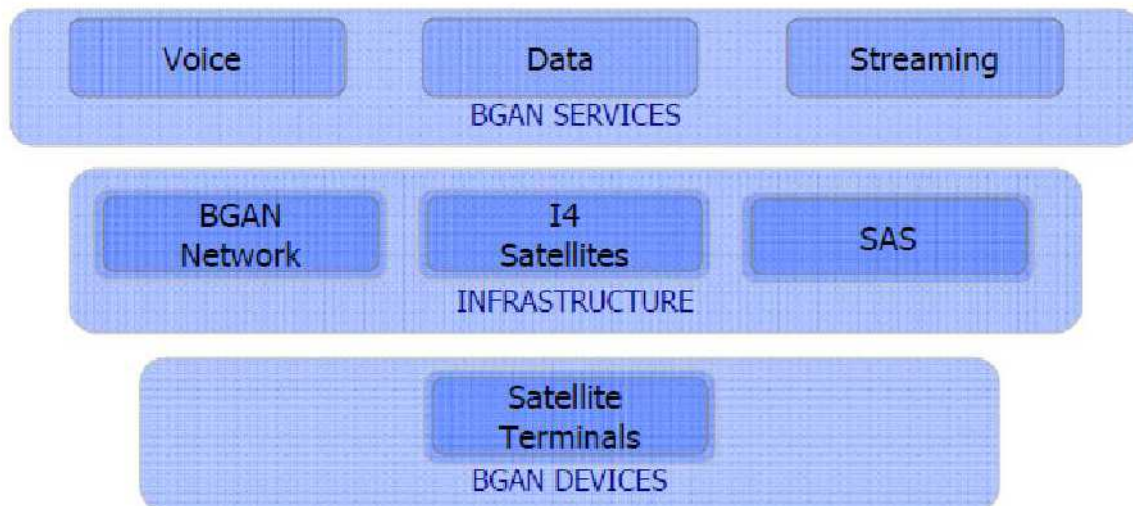 Voice
Data
Streaming
BGAN SERVICES
BGAN
Network
I4
Satellites
SAS
INFRASTRUCTURE
Satellite
Terminals
BGAN DEVICES